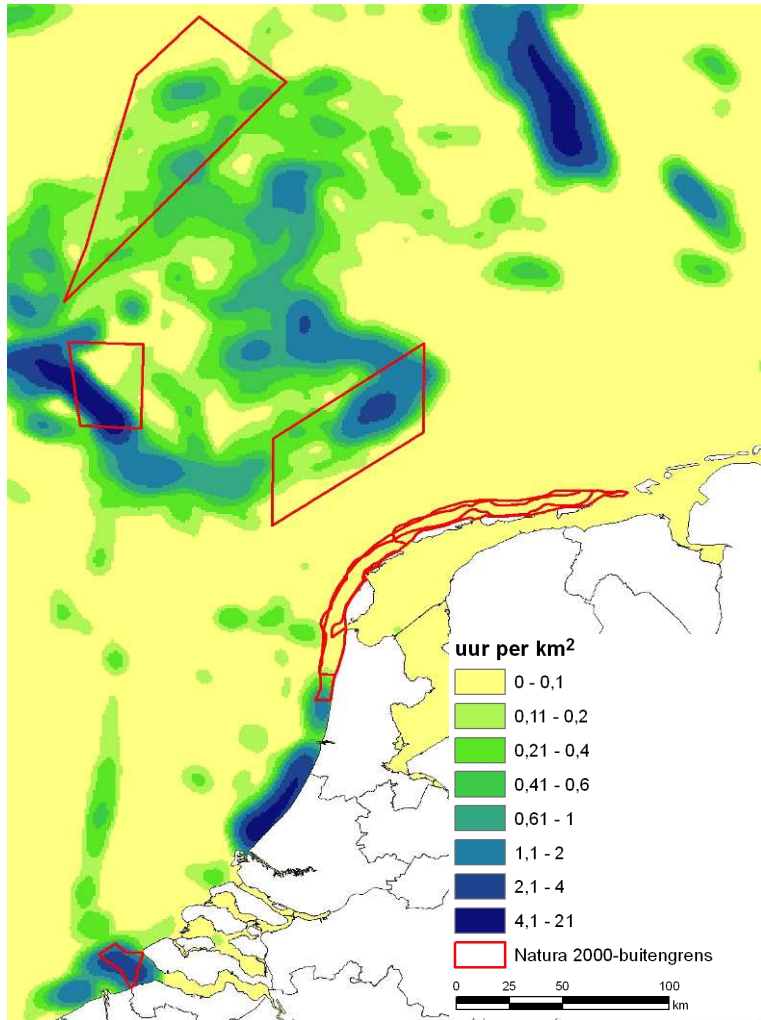 uur per km²
0 - 0,1
0,11 - 0,2
0,21 - 0,4
0,41 - 0,6
0,61 - 1
1,1 - 2
2,1 - 4
4,1 - 21
Natura 2000-buitengrens
0 25 50 100
km